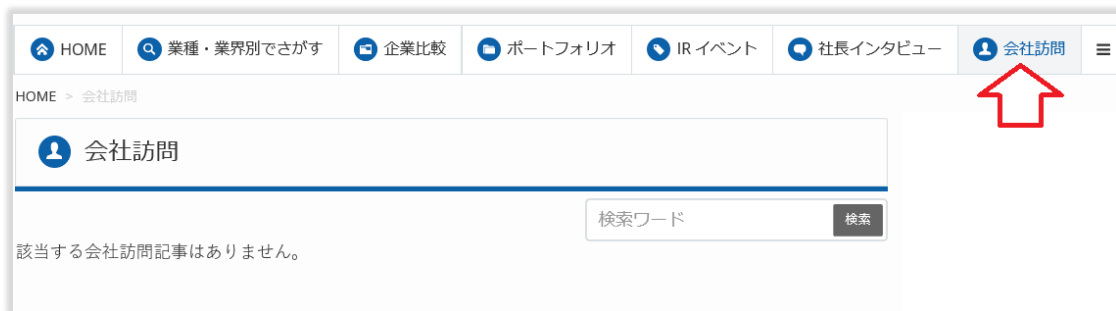 HOME 業種・業界別でさがす 企業比較 ポートフォリオ IR イベント 社長インタビュー 会社訪問
HOME > 会社訪問
会社訪問
検索ワード 検索
該当する会社訪問記事はありません。